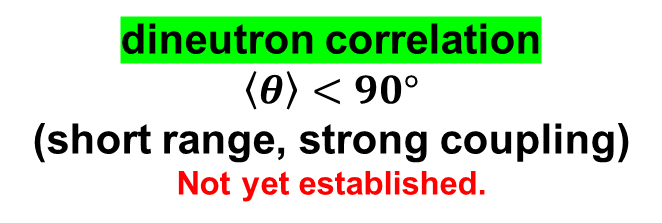 dineutron correlation
⟨θ⟩ < 90°
(short range, strong coupling)
Not yet established.